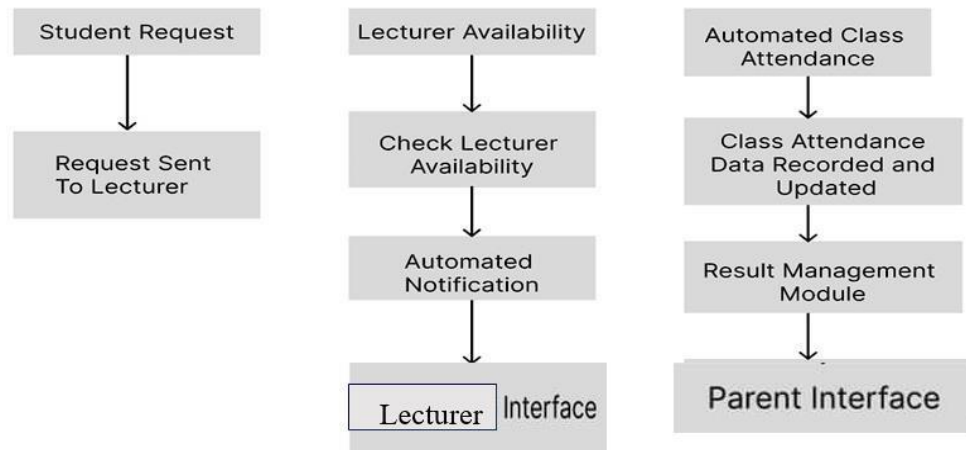 Student Request
Request Sent
To Lecturer
Lecturer Availability
Check Lecturer
Availability
Automated
Notification
Lecturer Interface
Automated Class
Attendance
Class Attendance
Data Recorded and
Updated
Result Management
Module
Parent Interface